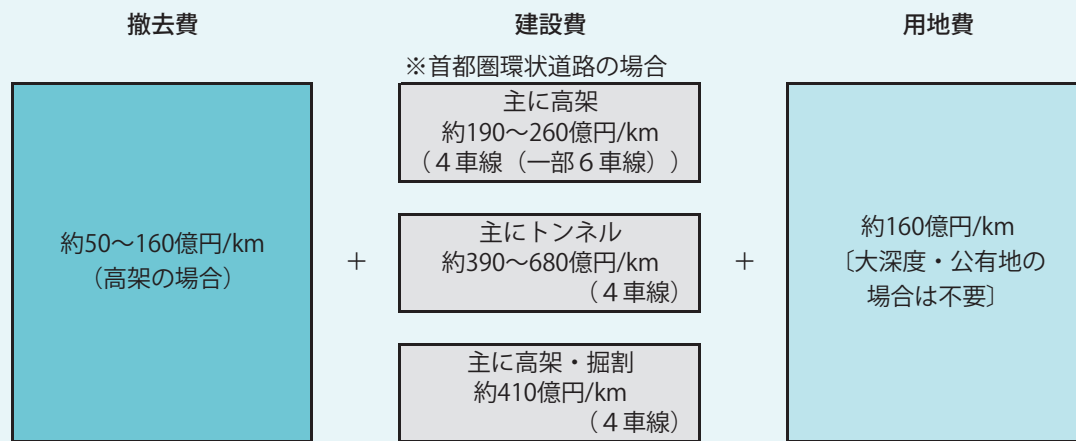 撤去費
建設費
用地費
※首都圏環状道路の場合
約50～160億円/km
（高架の場合）
＋
主に高架
約190～260億円/km
（４車線（一部６車線））
主にトンネル
約390～680億円/km
（４車線）
主に高架・掘割
約410億円/km
（４車線）
＋
約160億円/km
〔大深度・公有地の
場合は不要〕